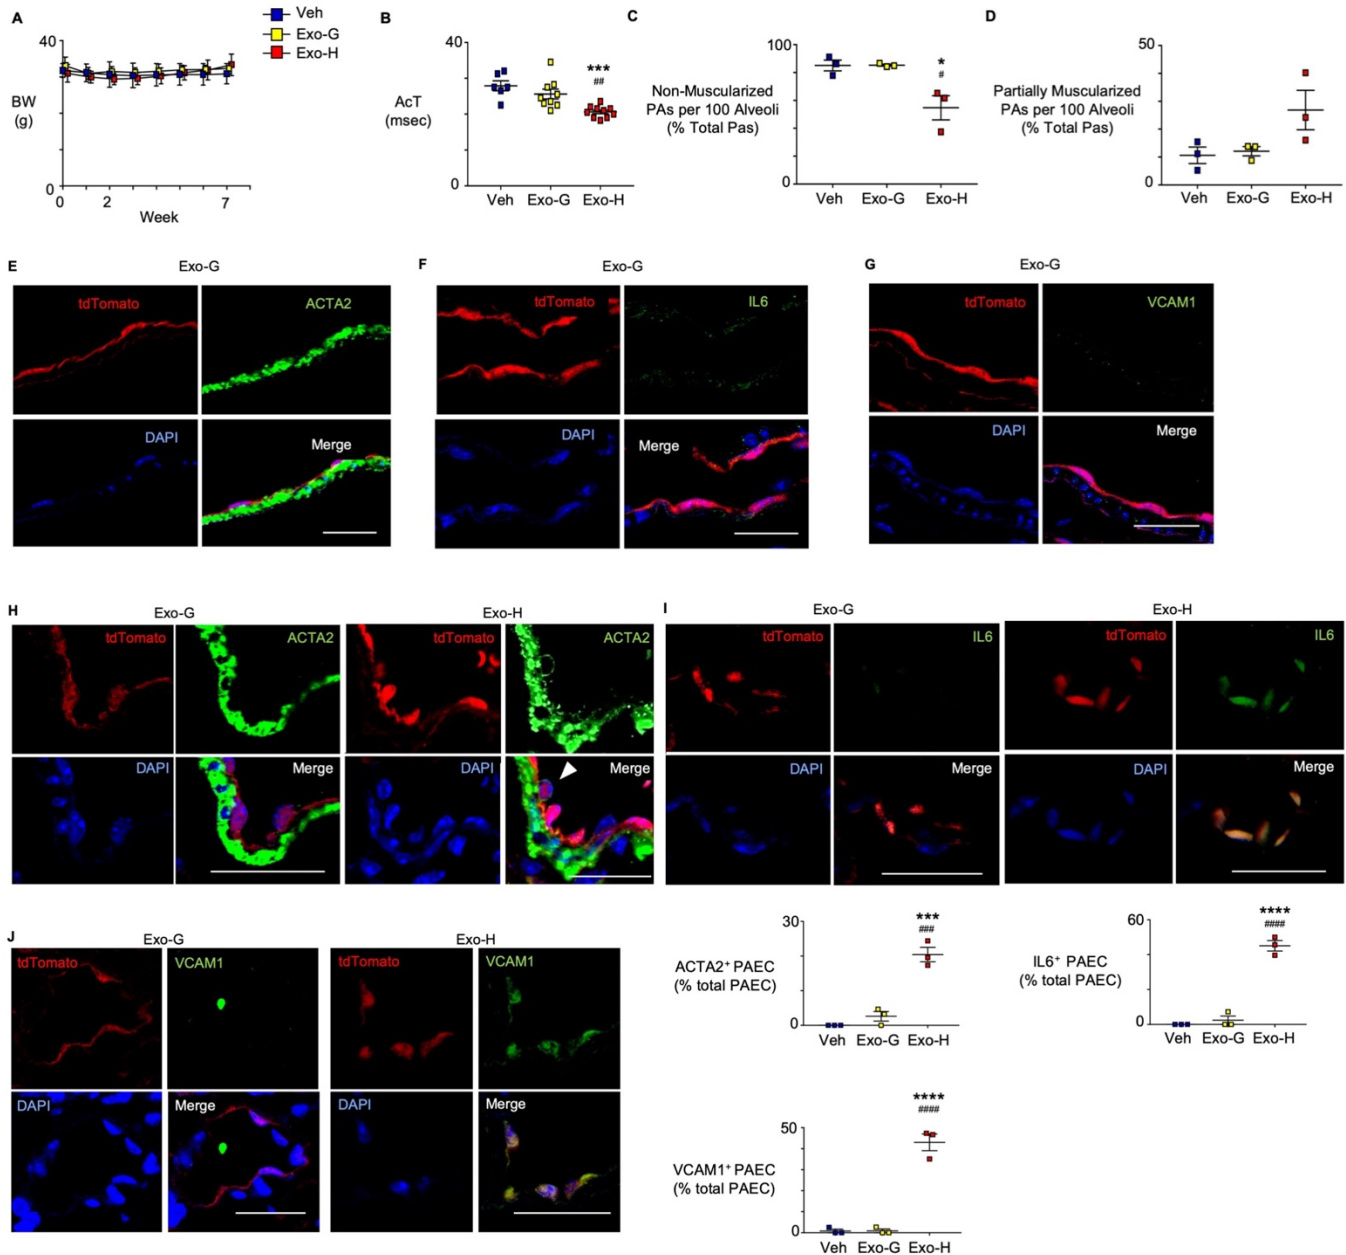 A
Veh
Exo-G
Exo-H
40
BW
(g)
0
0
2
7
Week
B
40
AcT
(msec)
0
***
##
Veh
Exo-G
Exo-H
C
100
Non-Muscularized
PAs per 100 Alveoli
(% Total Pas)
0
*
#
Veh
Exo-G
Exo-H
D
50
Partially Muscularized
PAs per 100 Alveoli
(% Total Pas)
0
Veh
Exo-G
Exo-H
E
Exo-G
tdTomato
ACTA2
DAPI
Merge
F
Exo-G
tdTomato
IL6
DAPI
Merge
G
Exo-G
tdTomato
VCAM1
DAPI
Merge
H
Exo-G
Exo-H
tdTomato
ACTA2
tdTomato
ACTA2
DAPI
Merge
DAPI
Merge
I
Exo-G
Exo-H
tdTomato
IL6
tdTomato
IL6
DAPI
Merge
DAPI
Merge
J
Exo-G
Exo-H
tdTomato
VCAM1
tdTomato
VCAM1
DAPI
Merge
DAPI
Merge
30
ACTA2⁺ PAEC
(% total PAEC)
0
***
###
Veh
Exo-G
Exo-H
60
IL6⁺ PAEC
(% total PAEC)
0
****
####
Veh
Exo-G
Exo-H
50
VCAM1⁺ PAEC
(% total PAEC)
0
****
####
Veh
Exo-G
Exo-H